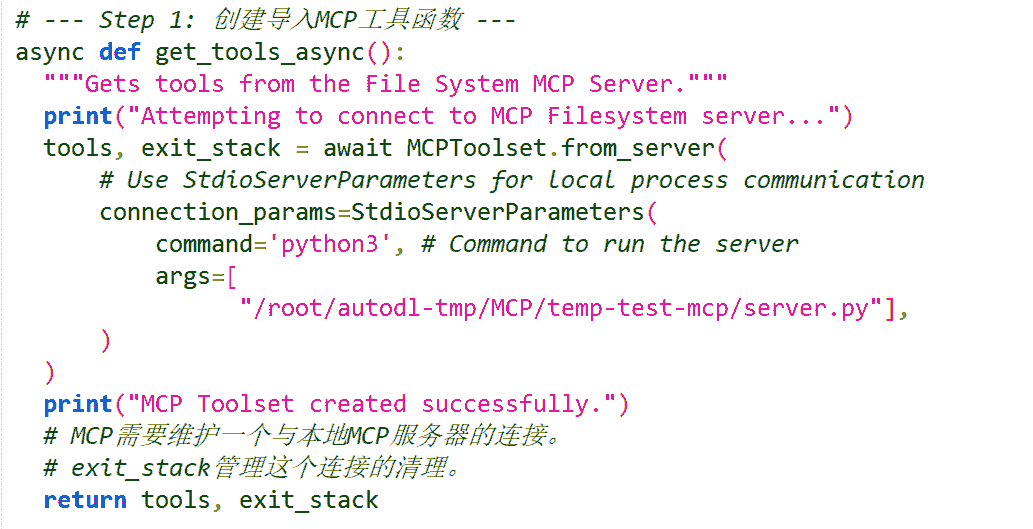 # --- Step 1: 创建导入MCP工具函数 ---
async def get_tools_async():
  """Gets tools from the File System MCP Server."""
  print("Attempting to connect to MCP Filesystem server...")
  tools, exit_stack = await MCPToolset.from_server(
      # Use StdioServerParameters for local process communication
      connection_params=StdioServerParameters(
          command='python3', # Command to run the server
          args=[
                "/root/autodl-tmp/MCP/temp-test-mcp/server.py"],
      )
  )
  print("MCP Toolset created successfully.")
  # MCP需要维护一个与本地MCP服务器的连接。
  # exit_stack管理这个连接的清理。
  return tools, exit_stack